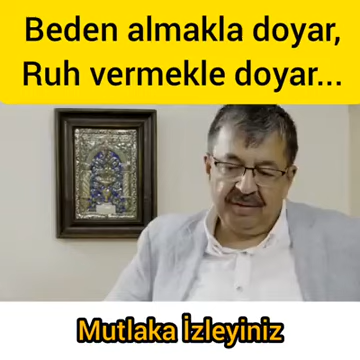 Beden almakla doyar,
Ruh vermekle doyar...
Mutlaka İzleyiniz